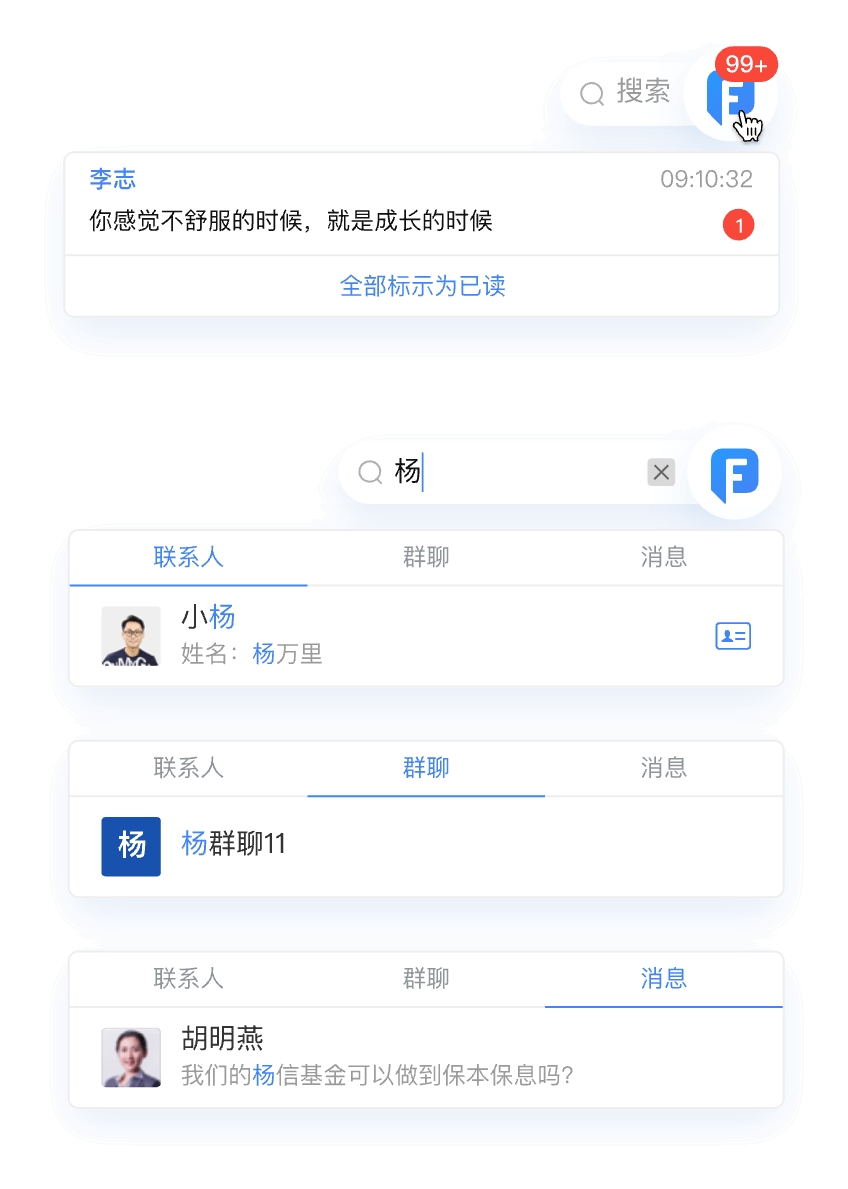 99+
搜索
李志
09:10:32
你感觉不舒服的时候，就是成长的时候
1
全部标示为已读
杨
联系人 群聊 消息
小杨
姓名：杨万里
联系人 群聊 消息
杨
杨群聊11
联系人 群聊 消息
胡明燕
我们的杨信基金可以做到保本保息吗?